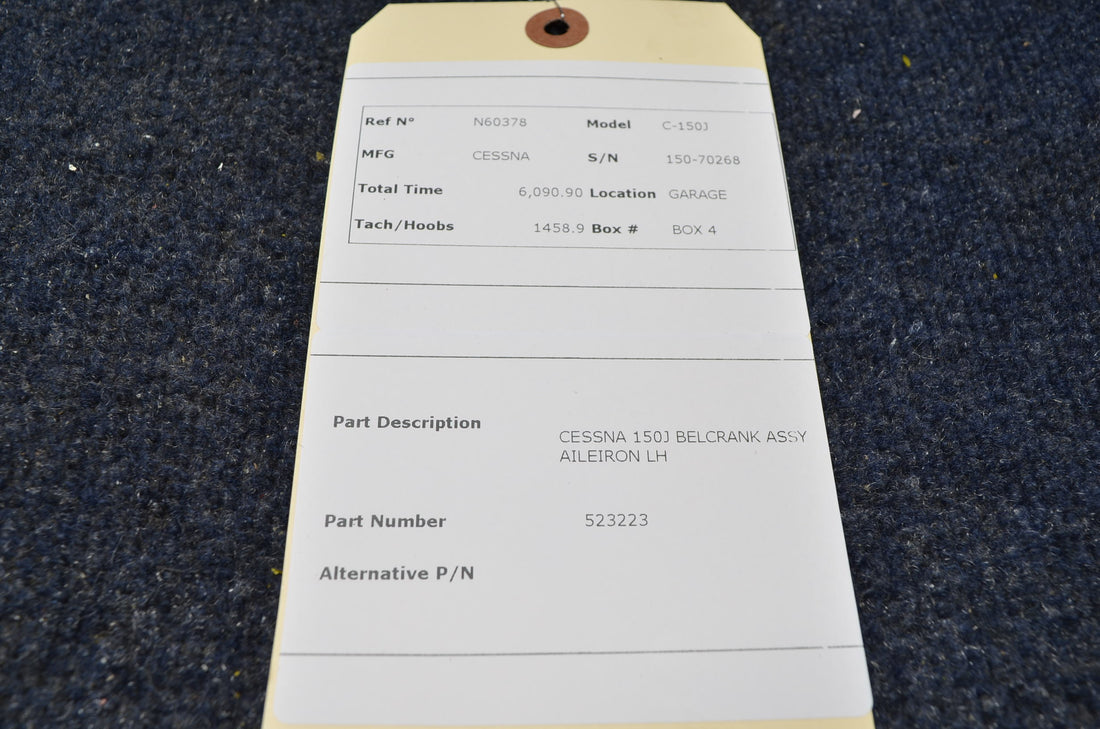 Ref N° N60378 Model C-150J
MFG CESSNA S/N 150-70268
Total Time 6,090.90 Location GARAGE
Tach/Hoobs 1458.9 Box # BOX 4
Part Description
CESSNA 150J BELCRANK ASSY
AILEIRON LH
Part Number 523223
Alternative P/N